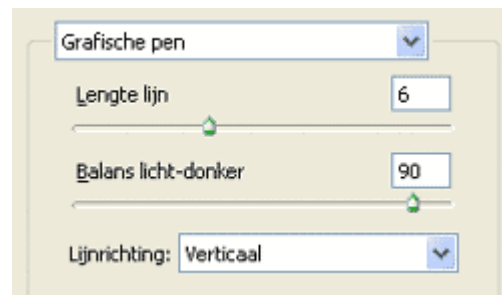 Grafische pen
Lengte lijn 6
Balans licht-donker 90
Lijnrichting: Verticaal